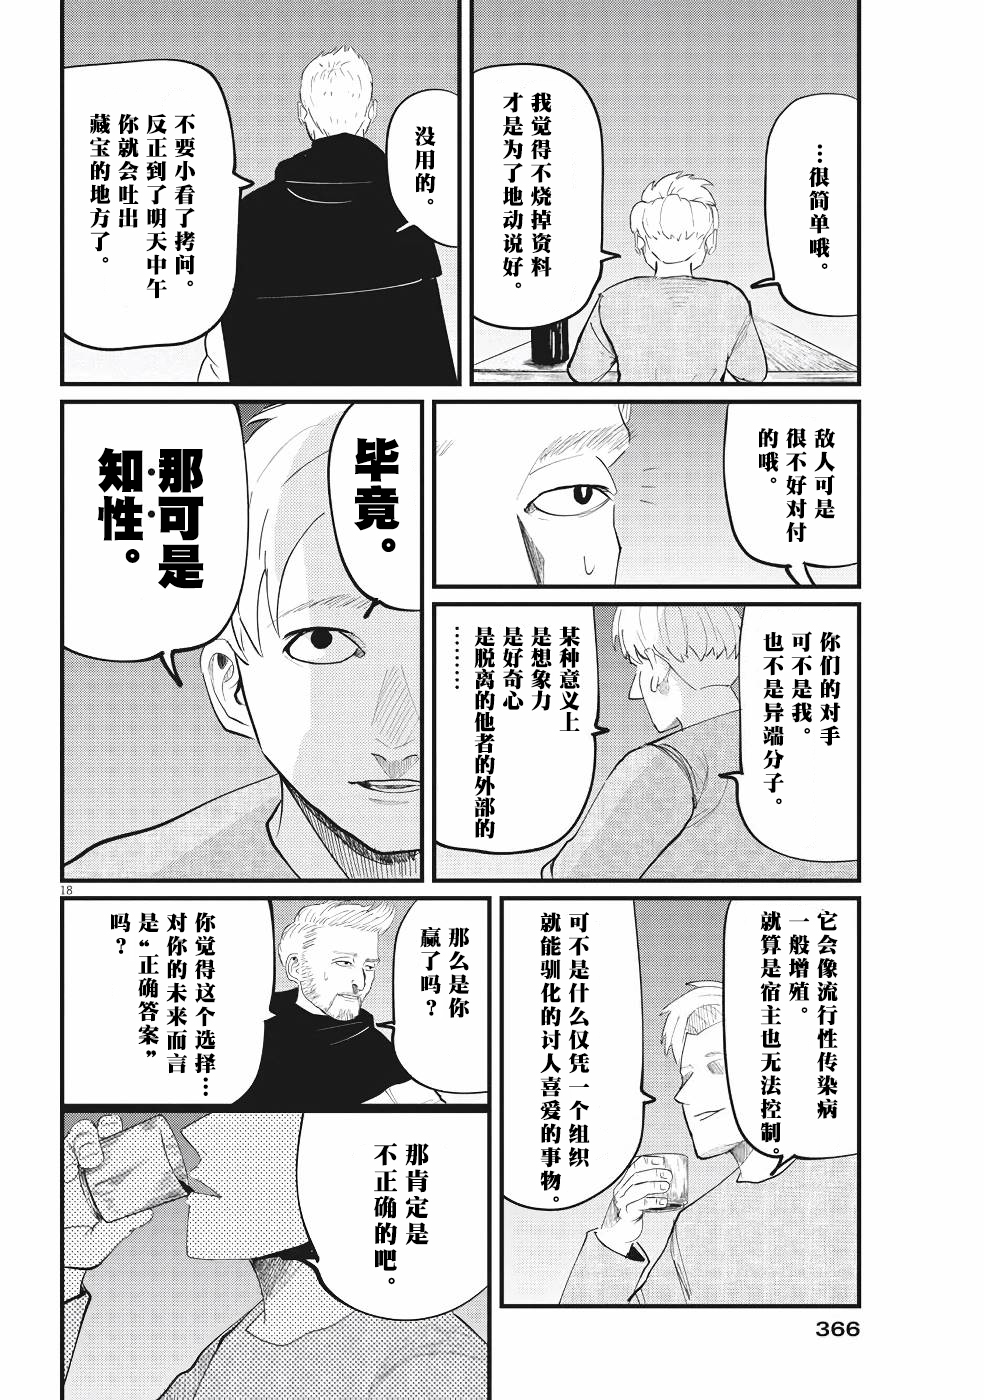 …很简单哦。
我觉得不烧掉资料
才是为了地动说好。
没用的。
不要小看了拷问。
反正到了明天中午
你就会吐出
藏宝的地方了。
敌人可是
很不好对付
的哦。
你们的对手
可不是我。
也不是异端分子。
某种意义上
是想象力
是好奇心
是脱离的他者的外部的
………
毕竟。
那可是
知性。
18
它会像流行性传染病
一般增殖。
就算是宿主也无法控制。
可不是什么仅凭一个组织
就能驯化的讨人喜爱的事物。
那么是你
赢了吗？
你觉得这个选择…
对你的未来而言
是“正确答案”
吗？
那肯定是
不正确的吧。
366